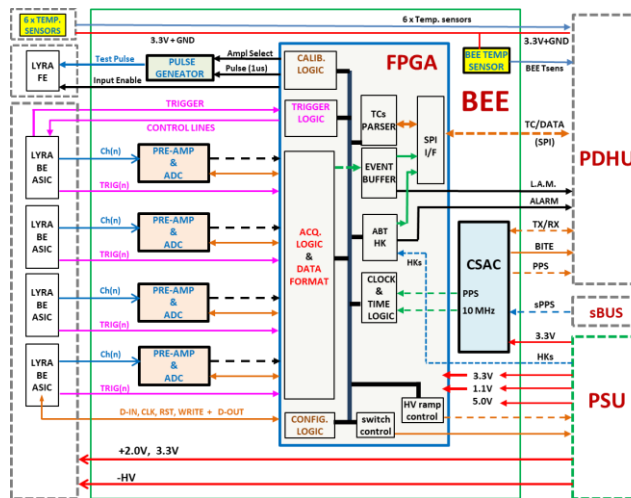 6 x TEMP.
SENSORS
6 x Temp. sensors
3.3V + GND
3.3V+GND
LYRA
FE
Test Pulse
Input Enable
PULSE
GENEATOR
Ampl Select
Pulse (1us)
CALIB.
LOGIC
FPGA
BEE
BEE TEMP
SENSOR
BEE Tsens
PDHU
TRIGGER
CONTROL LINES
TRIGGER
LOGIC
TCs
PARSER
SPI
I/F
TC/DATA
(SPI)
LYRA
BE
ASIC
Ch(n)
PRE-AMP
&
ADC
TRIG(n)
EVENT
BUFFER
L.A.M.
ALARM
LYRA
BE
ASIC
Ch(n)
PRE-AMP
&
ADC
TRIG(n)
ACQ.
LOGIC
&
DATA
FORMAT
ABT
HK
HKs
CSAC
TX/RX
BITE
PPS
LYRA
BE
ASIC
Ch(n)
PRE-AMP
&
ADC
TRIG(n)
CLOCK
&
TIME
LOGIC
PPS
10 MHz
sPPS
sBUS
3.3V
HKs
LYRA
BE
ASIC
Ch(n)
PRE-AMP
&
ADC
TRIG(n)
3.3V
1.1V
5.0V
PSU
D-IN, CLK, RST, WRITE + D-OUT
CONFIG.
LOGIC
switch
control
HV ramp
control
+2.0V, 3.3V
-HV